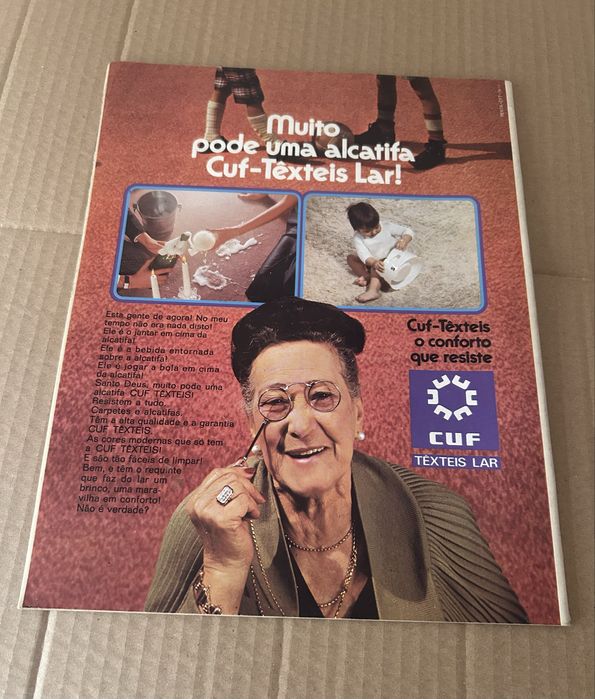 Muito
pode uma alcatifa
Cuf-Têxteis Lar!
Esta gente de agora! No meu
tempo não era nada disto!
Ele é o jantar em cima da
alcatifa!
Ele é a bebida entornada
sobre a alcatifa!
Ele é jogar a bola em cima
da alcatifa!
Santo Deus, muito pode uma
alcatifa CUF TÊXTEIS!
Resistem a tudo.
Carpetes e alcatifas.
Têm a alta qualidade e a garantia
CUF TÊXTEIS.
As cores modernas que só tem
a CUF TÊXTEIS!
E são tão fáceis de limpar!
Bem, e têm o requinte
que faz do lar um
brinco, uma mara-
vilha em conforto!
Não é verdade?
Cuf-Têxteis
o conforto
que resiste
CUF
TÊXTEIS LAR